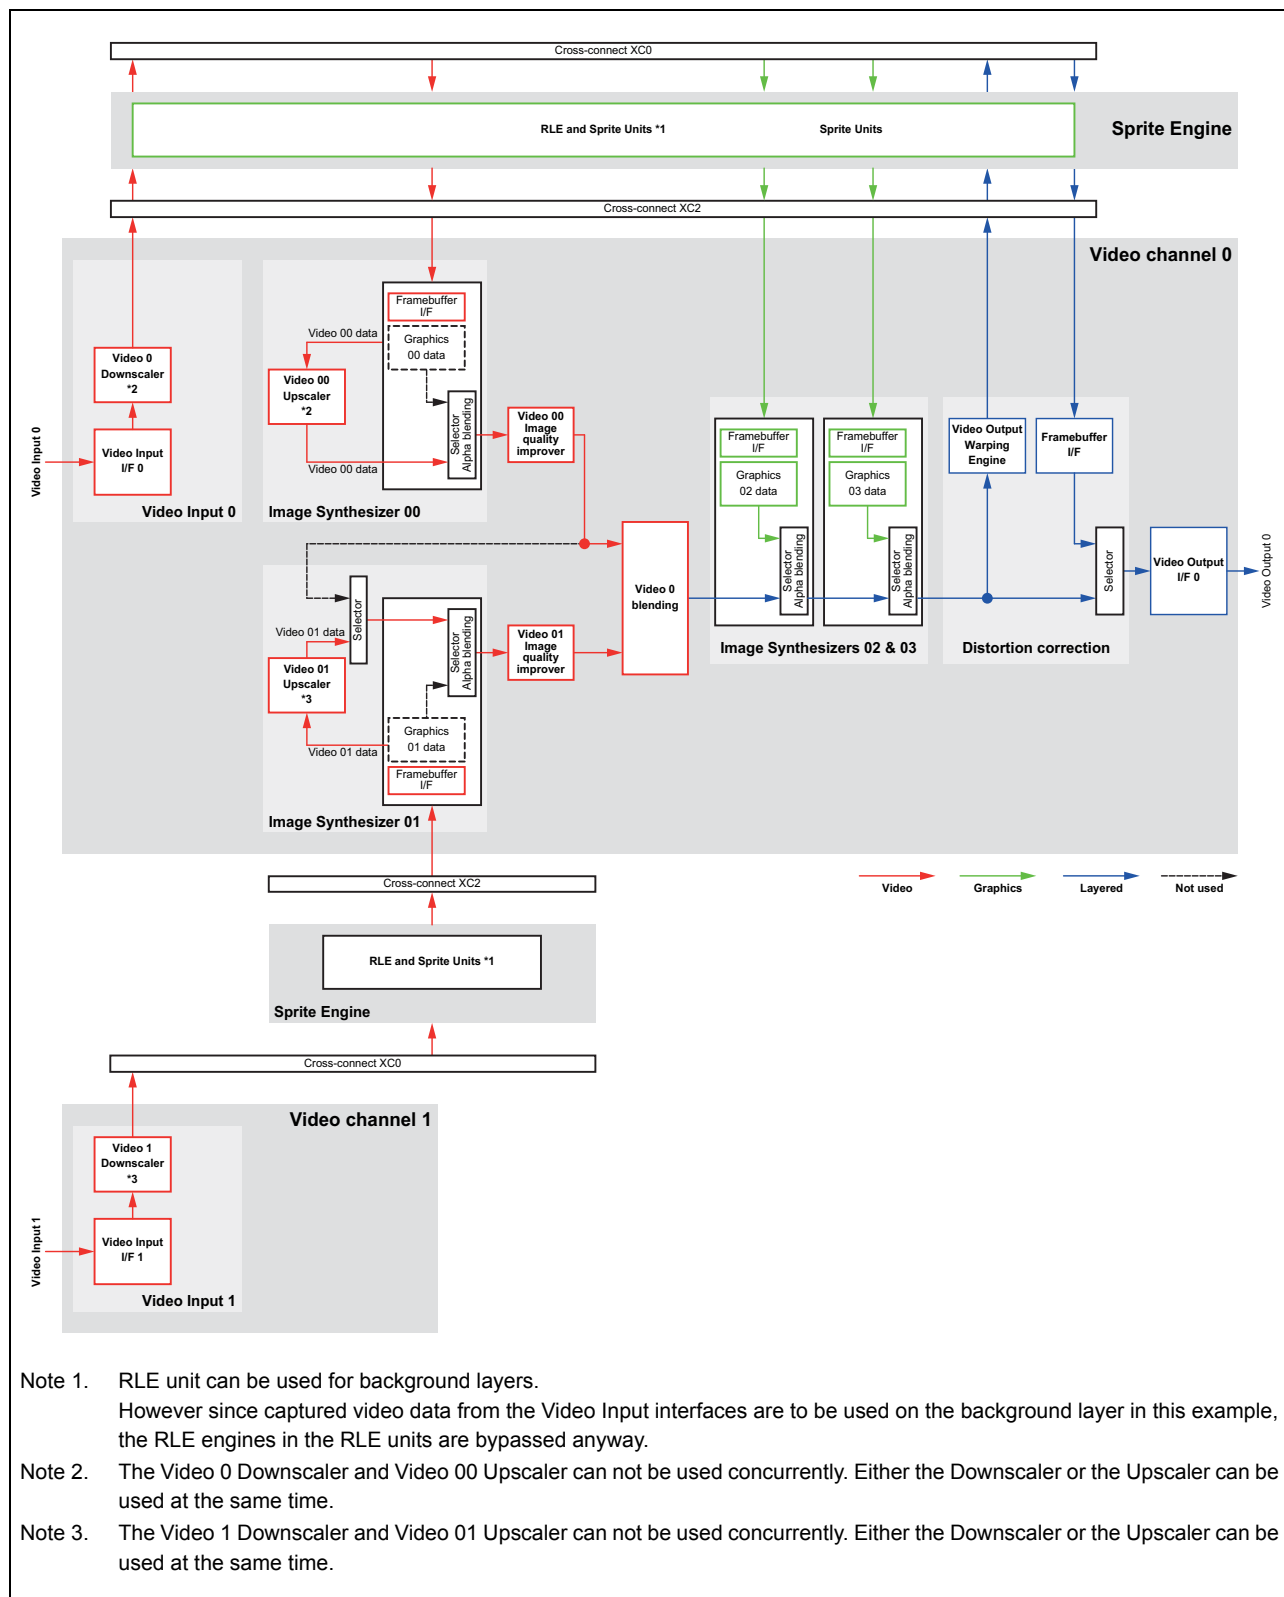 Cross-connect XC0
RLE and Sprite Units *1
Sprite Units
Sprite Engine
Cross-connect XC2
Video channel 0
Framebuffer
I/F
Video 00 data
Graphics
00 data
Video 0
Downscaler
*2
Video 00
Upscaler
*2
Selector
Alpha blending
Video 00
Image
quality
improver
Video Input 0
Video Input
I/F 0
Video 00 data
Video Input 0
Image Synthesizer 00
Framebuffer
I/F
Graphics
02 data
Selector
Alpha blending
Framebuffer
I/F
Graphics
03 data
Selector
Alpha blending
Video Output
Warping
Engine
Framebuffer
I/F
Selector
Video Output
I/F 0
Video Output 0
Video 0
blending
Image Synthesizers 02 & 03
Distortion correction
Selector
Video 01 data
Video 01
Upscaler
*3
Selector
Alpha blending
Video 01
Image
quality
improver
Graphics
01 data
Video 01 data
Framebuffer
I/F
Image Synthesizer 01
Cross-connect XC2
Video
Graphics
Layered
Not used
RLE and Sprite Units *1
Sprite Engine
Cross-connect XC0
Video channel 1
Video 1
Downscaler
*3
Video Input 1
Video Input
I/F 1
Video Input 1
Note 1. RLE unit can be used for background layers.
However since captured video data from the Video Input interfaces are to be used on the background layer in this example,
the RLE engines in the RLE units are bypassed anyway.
Note 2. The Video 0 Downscaler and Video 00 Upscaler can not be used concurrently. Either the Downscaler or the Upscaler can be
used at the same time.
Note 3. The Video 1 Downscaler and Video 01 Upscaler can not be used concurrently. Either the Downscaler or the Upscaler can be
used at the same time.